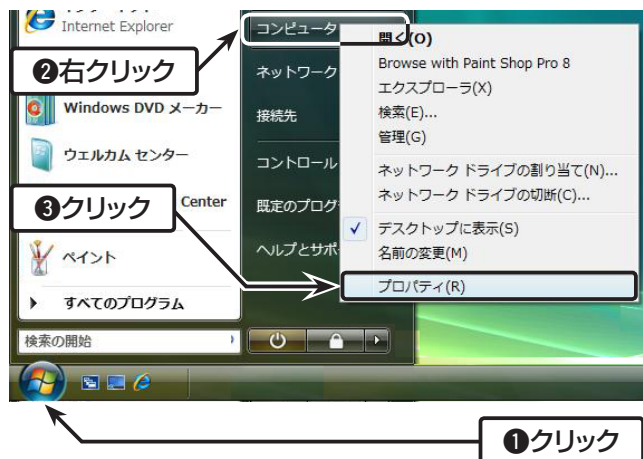 Internet Explorer
コンピュータ
開く(O)
❷右クリック
Browse with Paint Shop Pro 8
ネットワーク
エクスプローラ(X)
Windows DVD メーカー
接続先
検索(E)...
管理(G)
ウェルカム センター
コントロール
ネットワーク ドライブの割り当て(N)...
ネットワーク ドライブの切断(C)...
❸クリック
Center
既定のプログ
デスクトップに表示(S)
名前の変更(M)
ペイント
ヘルプとサポ
プロパティ(R)
すべてのプログラム
検索の開始
❶クリック